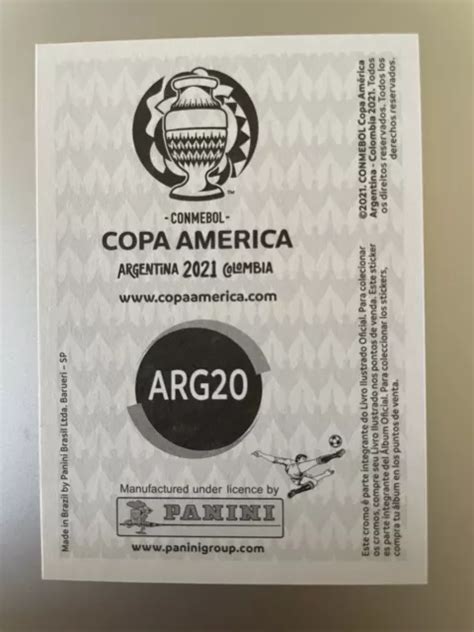 - CONMEBOL -
COPA AMERICA
ARGENTINA 2021 COLOMBIA
www.copaamerica.com
ARG20
Manufactured under licence by
PANINI
www.paninigroup.com
Made in Brazil by Panini Brasil Ltda. Barueri – SP
©2021. CONMEBOL Copa América
Argentina - Colombia 2021. Todos
os direitos reservados. Todos los
derechos reservados.
Este cromo é parte integrante do Livro Ilustrado Oficial. Para colecionar
os cromos, compre seu Livro Ilustrado nos pontos de venda. Este sticker
es parte integrante del Álbum Oficial. Para coleccionar los stickers,
compra tu álbum en los puntos de venta.